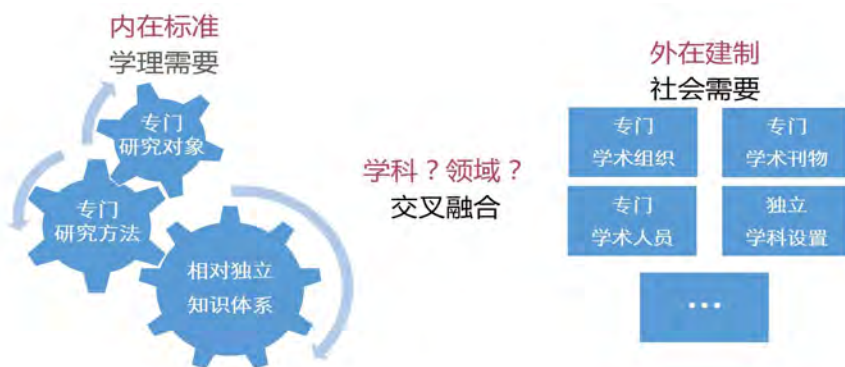 内在标准
学理需要
专门
研究对象
专门
研究方法
相对独立
知识体系
学科？领域？
交叉融合
外在建制
社会需要
专门
学术组织
专门
学术刊物
专门
学术人员
独立
学科设置
...